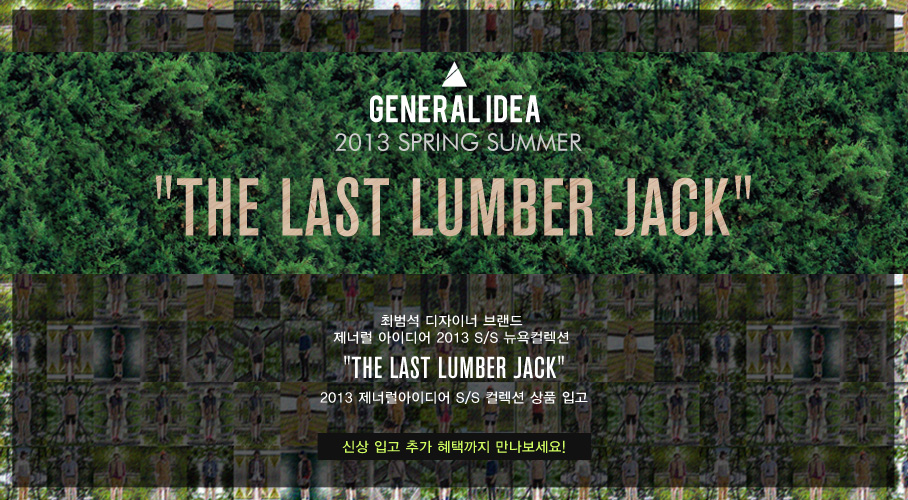 GENERAL IDEA
2013 SPRING SUMMER
"THE LAST LUMBER JACK"
최범석 디자이너 브랜드
제너럴 아이디어 2013 S/S 뉴욕컬렉션
"THE LAST LUMBER JACK"
2013 제너럴아이디어 S/S 컬렉션 상품 입고
신상 입고 추가 혜택까지 만나보세요!